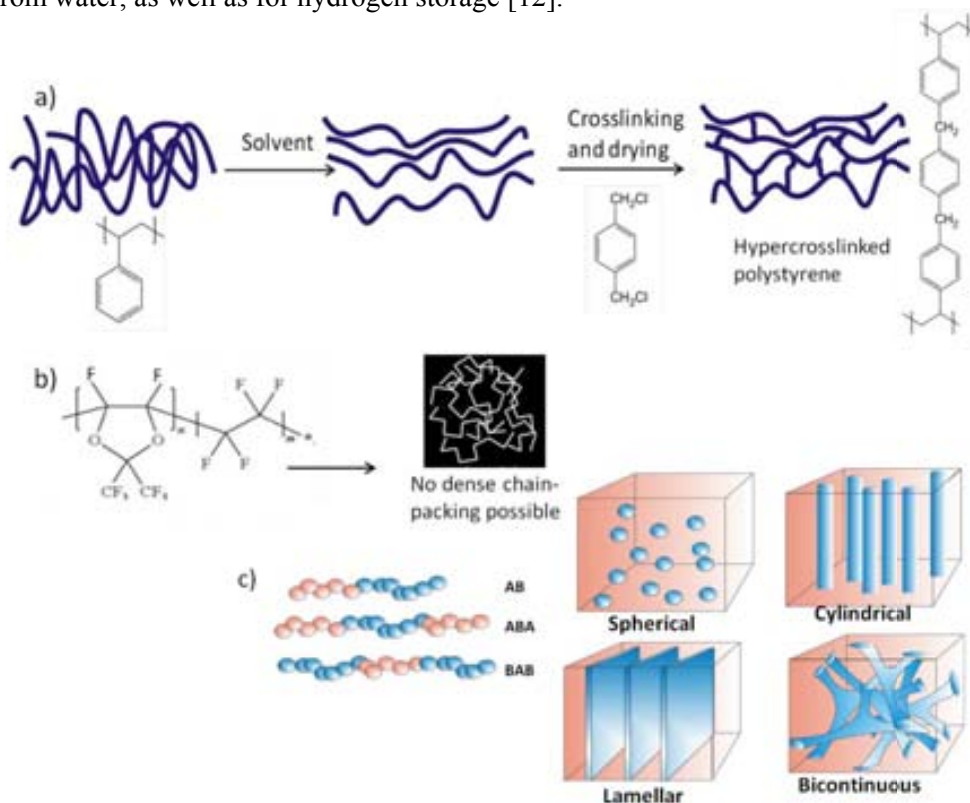 from water, as well as for hydrogen storage [12].
a)
Solvent
Crosslinking
and drying
CH₂Cl
CH₂Cl
Hypercrosslinked
polystyrene
CH₂
CH₂
b)
F
F
O
O
CF₃
CF₃
F
F
F
F
No dense chain-
packing possible
c)
AB
ABA
BAB
Spherical
Cylindrical
Lamellar
Bicontinuous